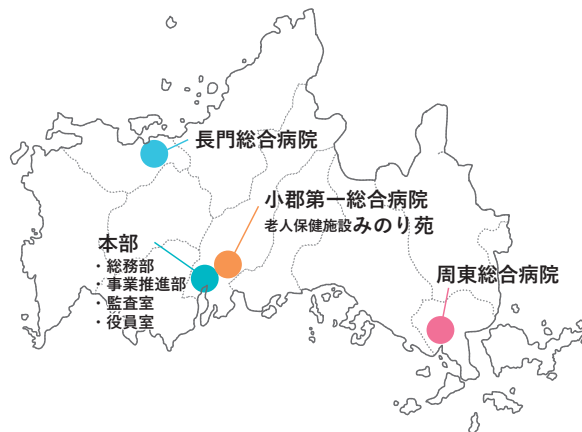 長門総合病院
小郡第一総合病院
老人保健施設みのり苑
本部
・総務部
・事業推進部
・監査室
・役員室
周東総合病院